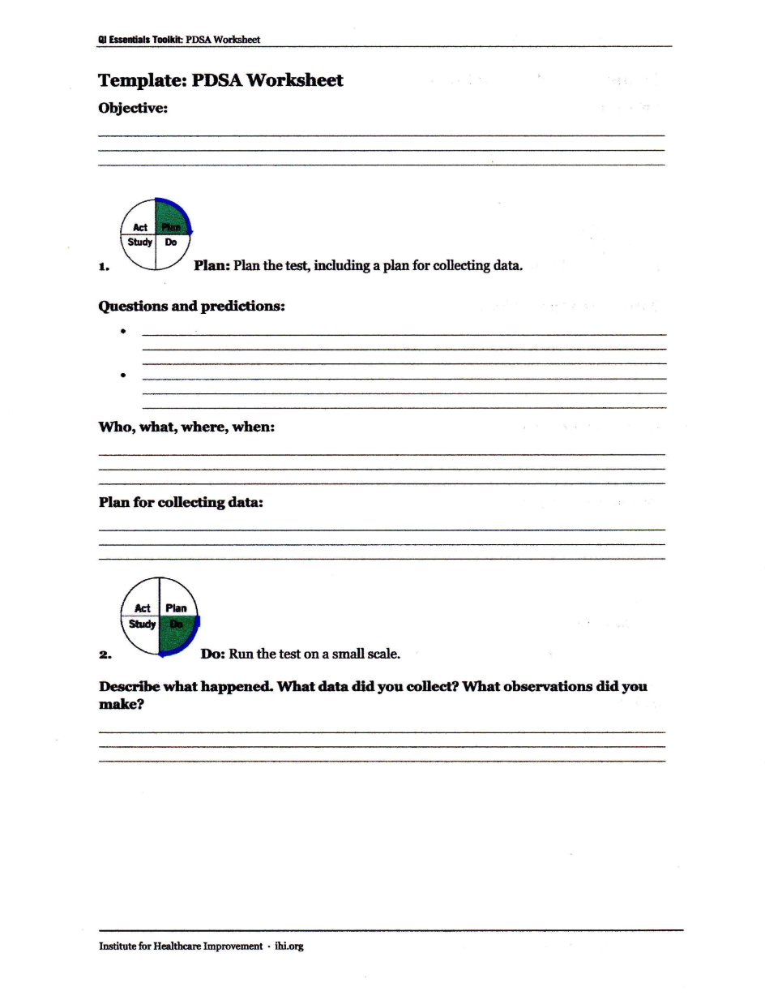 QI Essentials Toolkit: PDSA Worksheet
Template: PDSA Worksheet
Objective:
Act Plan
Study Do
1. Plan: Plan the test, including a plan for collecting data.
Questions and predictions:
•
•
Who, what, where, when:
Plan for collecting data:
Act Plan
Study Do
2. Do: Run the test on a small scale.
Describe what happened. What data did you collect? What observations did you
make?
Institute for Healthcare Improvement · ihi.org